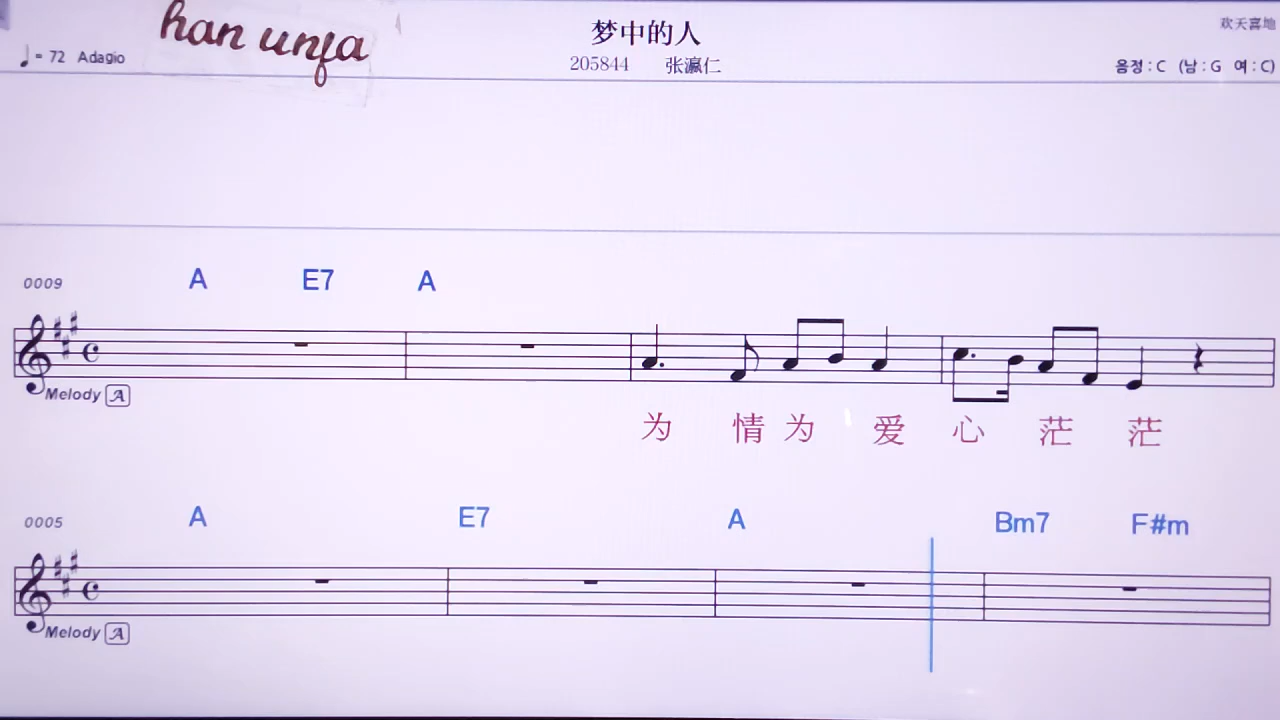 han unfa
梦中的人
欢天喜地
♩= 72 Adagio
205844 张瀛仁
음정 : C (남 : G 여 : C)
0009 A E7 A
Melody A
为 情 为 爱 心 茫 茫
0005 A E7 A Bm7 F#m
Melody A